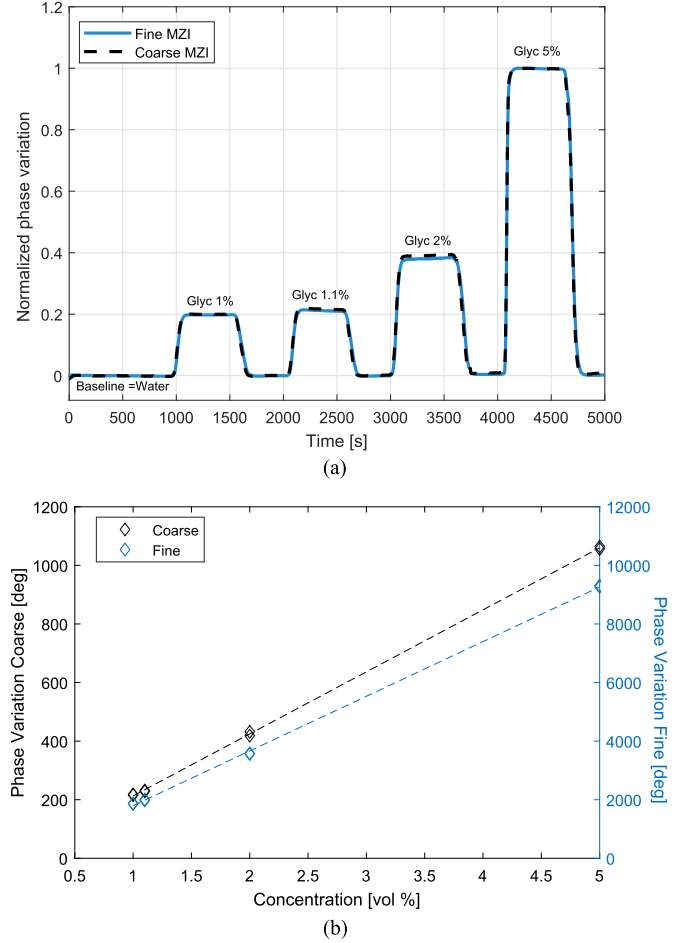 1.2
1
0.8
0.6
0.4
0.2
0
Normalized phase variation
Fine MZI
Coarse MZI
Glyc 5%
Glyc 2%
Glyc 1%
Glyc 1.1%
Baseline =Water
0 500 1000 1500 2000 2500 3000 3500 4000 4500 5000
Time [s]
(a)
1200
1000
800
600
400
200
0
Phase Variation Coarse [deg]
Coarse
Fine
12000
10000
8000
6000
4000
2000
0
Phase Variation Fine
[deg]
0.5 1 1.5 2 2.5 3 3.5 4 4.5 5
Concentration [vol %]
(b)